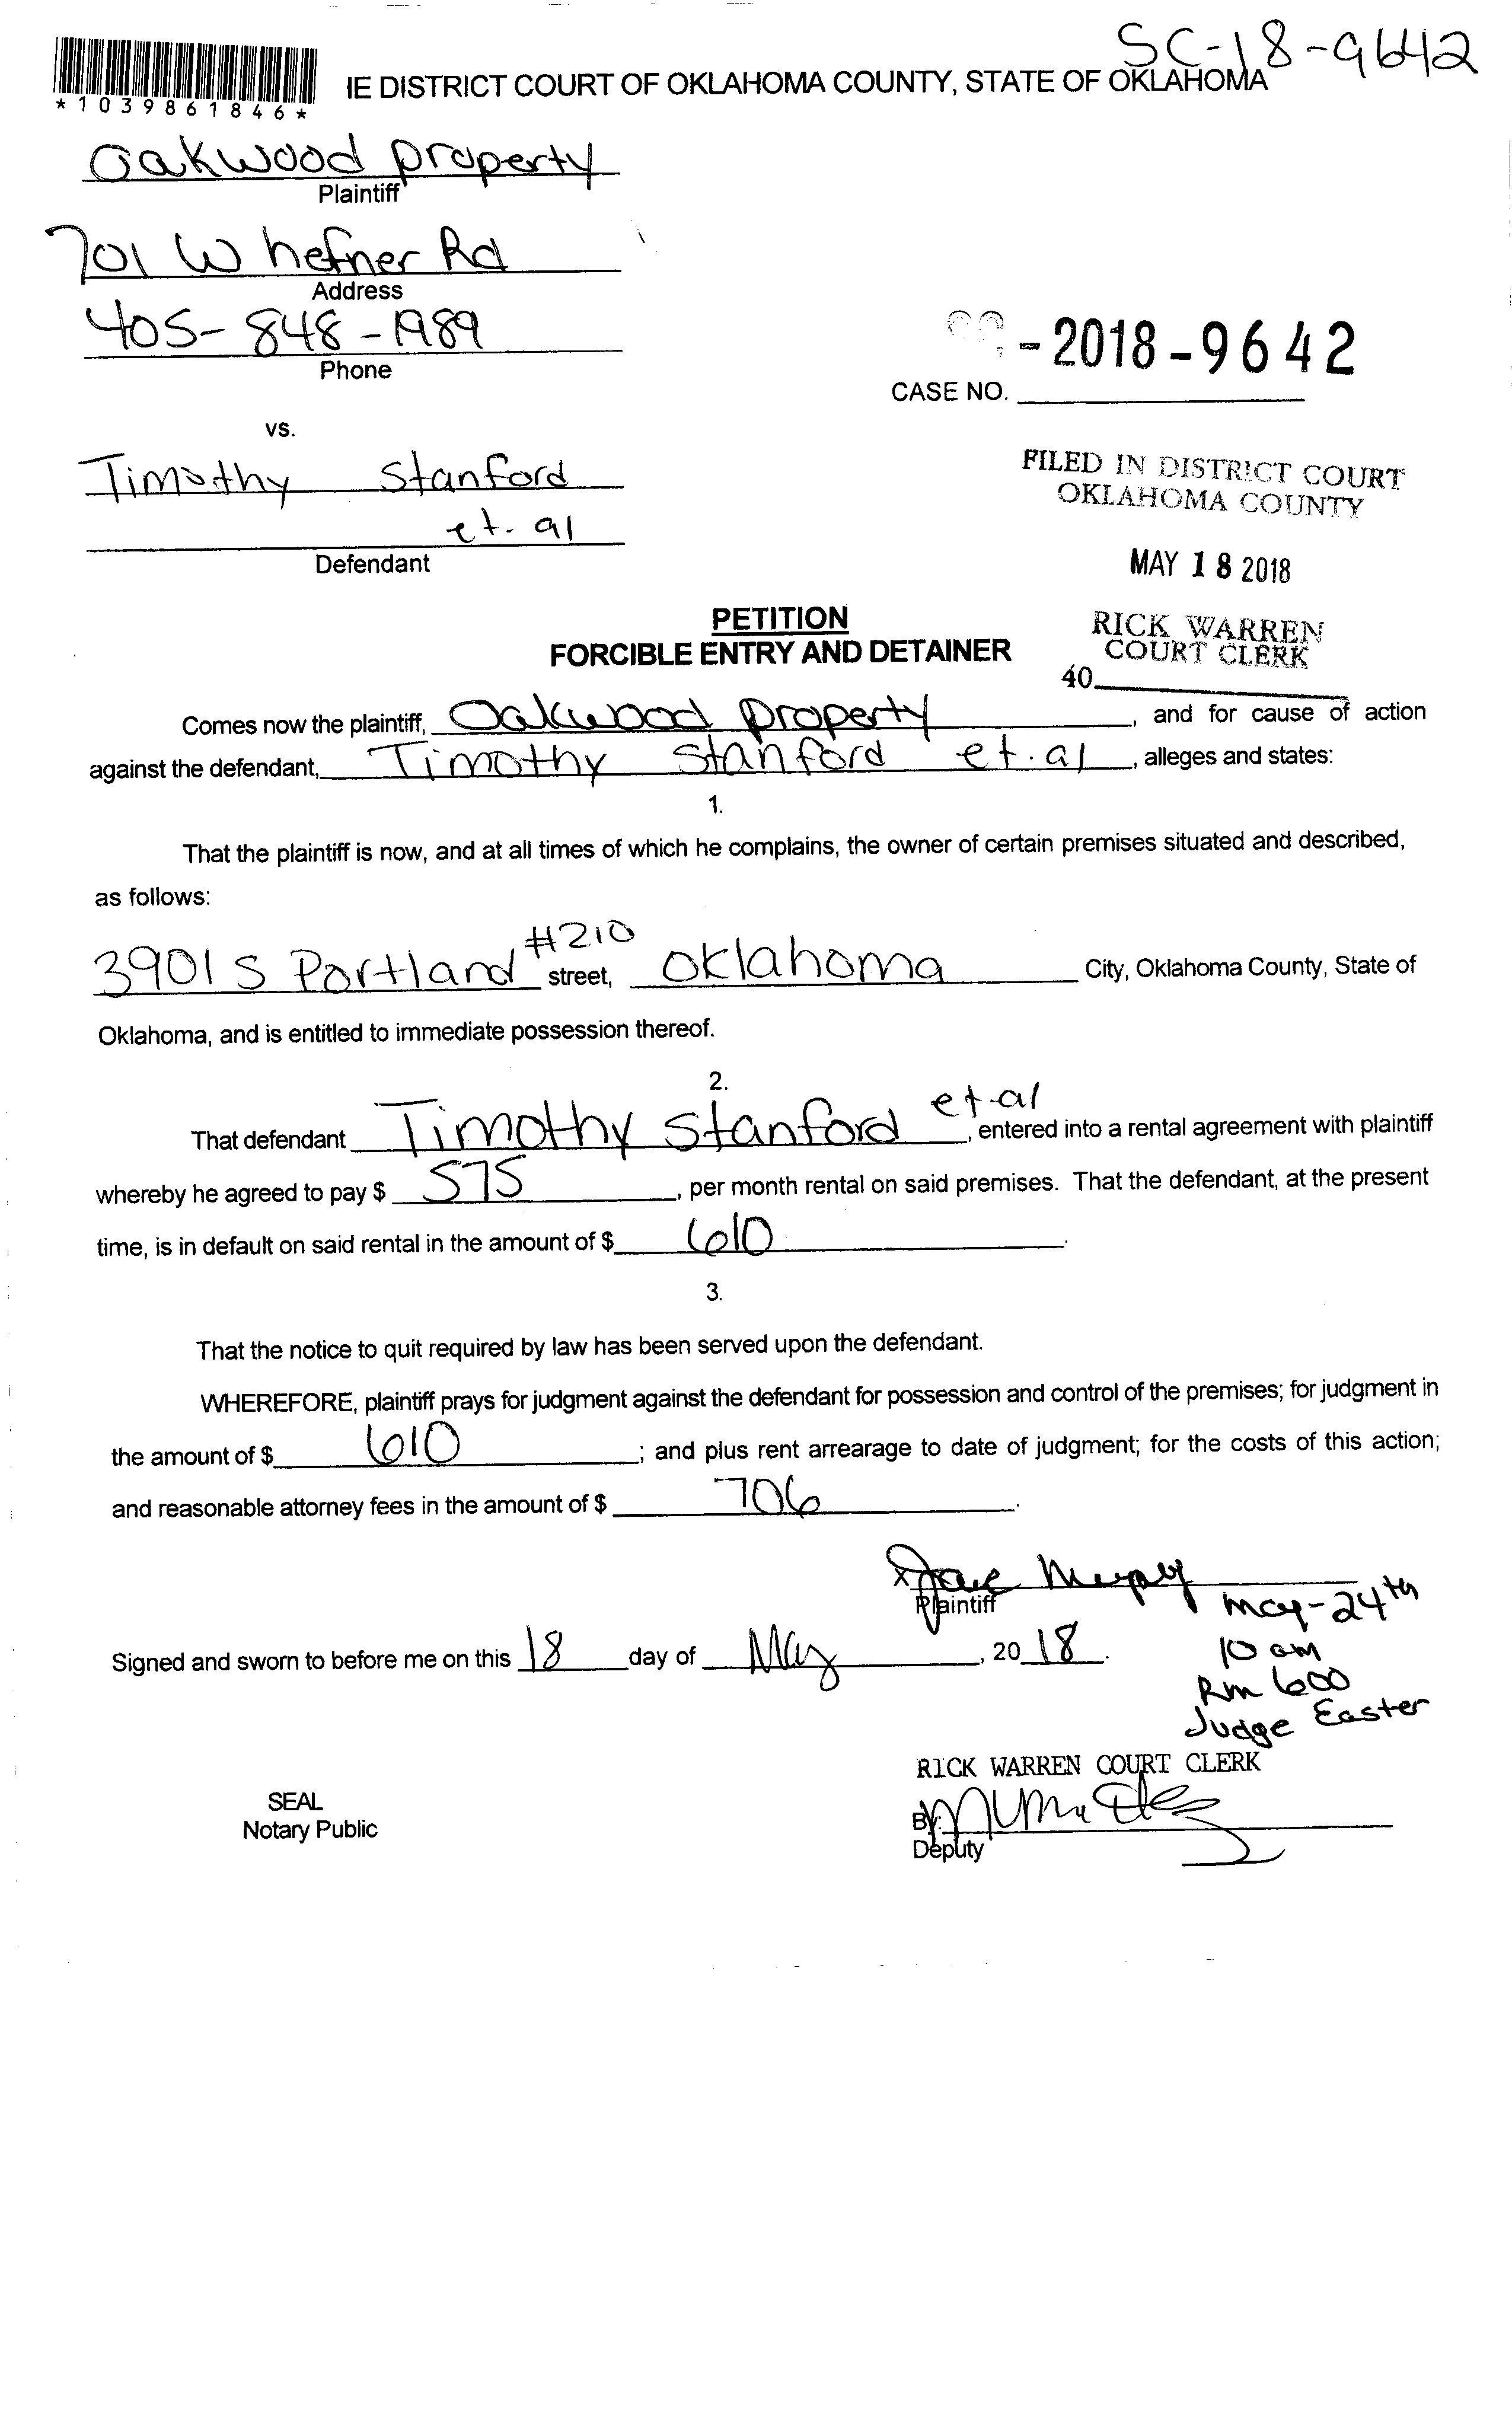 SC-18-9642
IE DISTRICT COURT OF OKLAHOMA COUNTY, STATE OF OKLAHOMA
*1039861846*
Oakwood property
Plaintiff
701 W hefner Rd
Address
405-848-1989
Phone
-2018-9642
CASE NO.
vs.
Timothy Stanford
et. al
Defendant
FILED IN DISTRICT COURT
OKLAHOMA COUNTY
MAY 18 2018
RICK WARREN
COURT CLERK
40
PETITION
FORCIBLE ENTRY AND DETAINER
Comes now the plaintiff, Oakwood property, and for cause of action
against the defendant, Timothy Stanford et. al, alleges and states:
1.
That the plaintiff is now, and at all times of which he complains, the owner of certain premises situated and described,
as follows:
3901 S Portland #210 street, Oklahoma City, Oklahoma County, State of
Oklahoma, and is entitled to immediate possession thereof.
2.
That defendant Timothy Stanford et. al, entered into a rental agreement with plaintiff
whereby he agreed to pay $ 575, per month rental on said premises. That the defendant, at the present
time, is in default on said rental in the amount of $ 610.
3.
That the notice to quit required by law has been served upon the defendant.
WHEREFORE, plaintiff prays for judgment against the defendant for possession and control of the premises; for judgment in
the amount of $ 610; and plus rent arrearage to date of judgment; for the costs of this action;
and reasonable attorney fees in the amount of $ 706.
Plaintiff
may-24th
10 am
Rm 600
Judge Easter
Signed and sworn to before me on this 18 day of May, 2018.
RICK WARREN COURT CLERK
By:
Deputy
SEAL
Notary Public